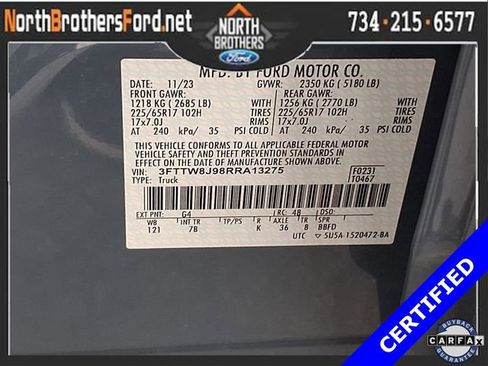 NorthBrothersFord.net
NORTH
BROTHERS
Ford
734·215·6577
MFD. BY FORD MOTOR CO.
DATE: 11/23 GVWR: 2350 KG ( 5180 LB)
FRONT GAWR: REAR GAWR:
1218 KG ( 2685 LB) WITH 1256 KG ( 2770 LB) WITH
225/65R17 102H TIRES 225/65R17 102H TIRES
17x7.0J RIMS 17x7.0J RIMS
AT 240 kPa/ 35 PSI COLD AT 240 kPa/ 35 PSI COLD
THIS VEHICLE CONFORMS TO ALL APPLICABLE FEDERAL MOTOR
VEHICLE SAFETY STANDARDS IN EFFECT ON THE
DATE OF MANUFACTURE SHOWN ABOVE.
VIN: 3FTTW8J98RRA13275 F0231
TYPE: Truck T0467
EXT PNT: G4 RC: 48 DSO:
WB INT TR TP/PS R AXLE TR SPR
121 7B K 36 B BBFD
UTC 5U5A-1520472-BA
CERTIFIED
BUYBACK
CARFAX
GUARANTEE